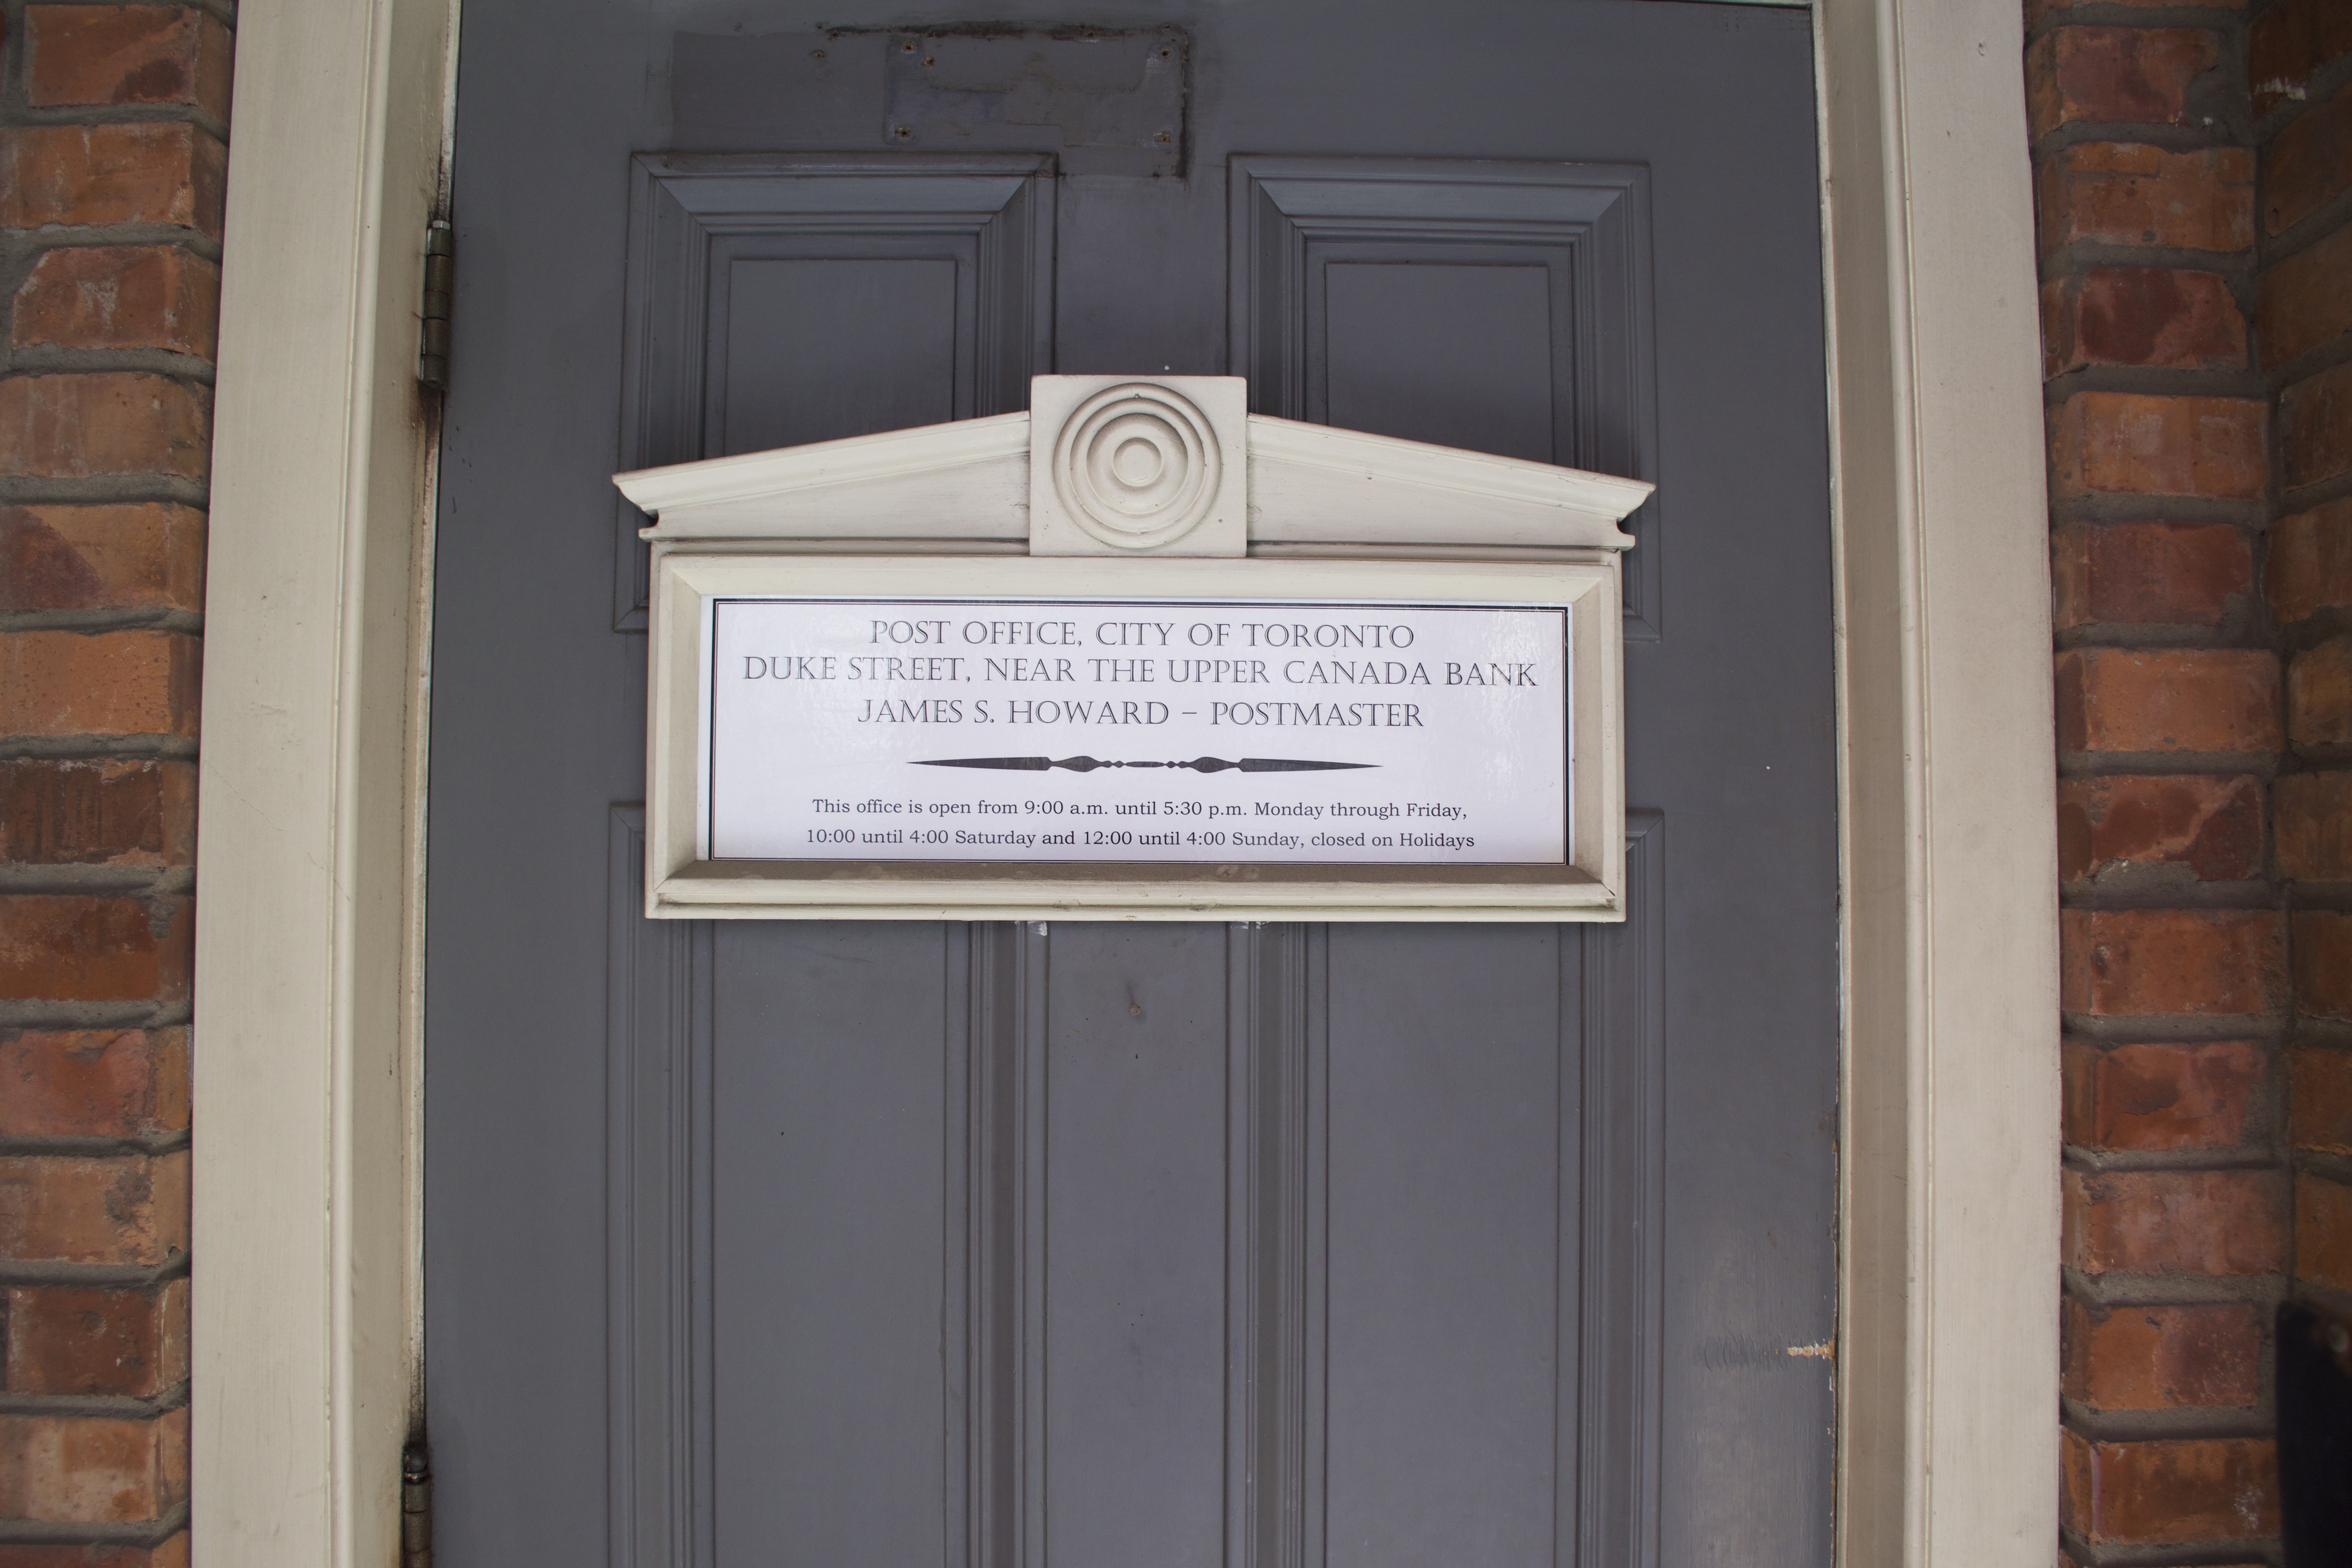 POST OFFICE, CITY OF TORONTO
DUKE STREET, NEAR THE UPPER CANADA BANK
JAMES S. HOWARD – POSTMASTER
This office is open from 9:00 a.m. until 5:30 p.m. Monday through Friday,
10:00 until 4:00 Saturday and 12:00 until 4:00 Sunday, closed on Holidays